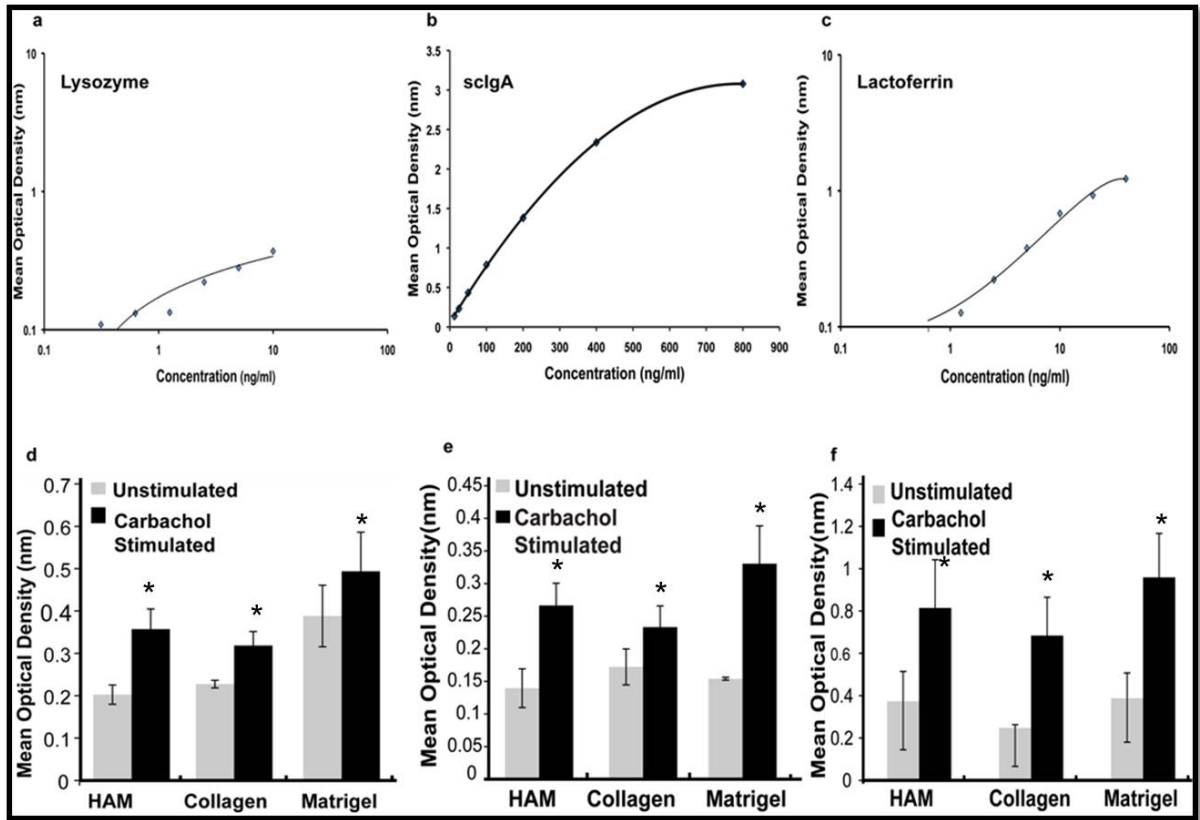 a
Lysozyme
Mean Optical Density (nm)
10
1
0.1
0.1 1 10 100
Concentration (ng/ml)
b
scIgA
Mean Optical Density (nm)
3.5
3
2.5
2
1.5
1
0.5
0
0 100 200 300 400 500 600 700 800 900
Concentration (ng/ml)
c
Lactoferrin
Mean Optical Density (nm)
10
1
0.1
0.1 1 10 100
Concentration (ng/ml)
d
Unstimulated
Carbachol
Stimulated
Mean Optical Density (nm)
0.7
0.6
0.5
0.4
0.3
0.2
0.1
0
* * *
HAM Collagen Matrigel
e
Unstimulated
Carbachol
Stimulated
Mean Optical Density(nm)
0.45
0.4
0.35
0.3
0.25
0.2
0.15
0.1
0.05
0
* * *
HAM Collagen Matrigel
f
Unstimulated
Carbachol
Stimulated
Mean Optical Density(nm)
1.4
1.2
1
0.8
0.6
0.4
0.2
0
* * *
HAM Collagen Matrigel